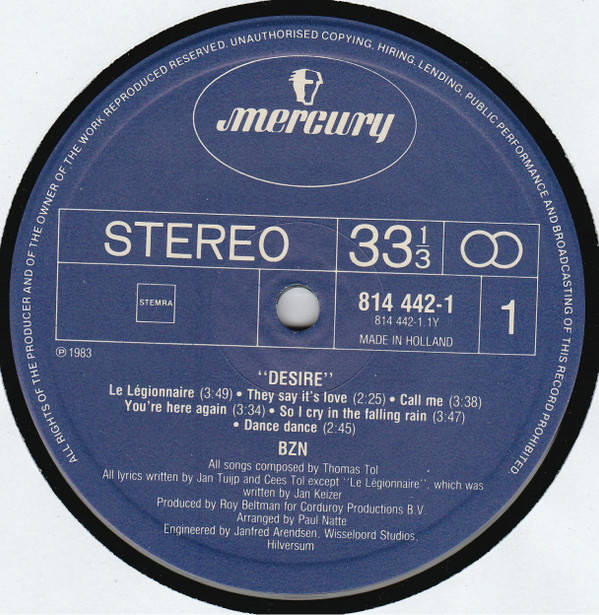 ALL RIGHTS OF THE PRODUCER AND OF THE OWNER OF THE WORK REPRODUCED RESERVED. UNAUTHORISED COPYING, HIRING, LENDING, PUBLIC PERFORMANCE AND BROADCASTING OF THIS RECORD PROHIBITED.
mercury
STEREO 33 1/3
STEMRA
814 442-1
814 442-1.1Y
MADE IN HOLLAND
1
℗ 1983
"DESIRE"
Le Légionnaire (3:49) • They say it's love (2:25) • Call me (3:38)
You're here again (3:34) • So I cry in the falling rain (3:47)
• Dance dance (2:45)
BZN
All songs composed by Thomas Tol
All lyrics written by Jan Tuijp and Cees Tol except "Le Légionnaire", which was
written by Jan Keizer
Produced by Roy Beltman for Corduroy Productions B.V.
Arranged by Paul Natte
Engineered by Janfred Arendsen, Wisseloord Studios,
Hilversum